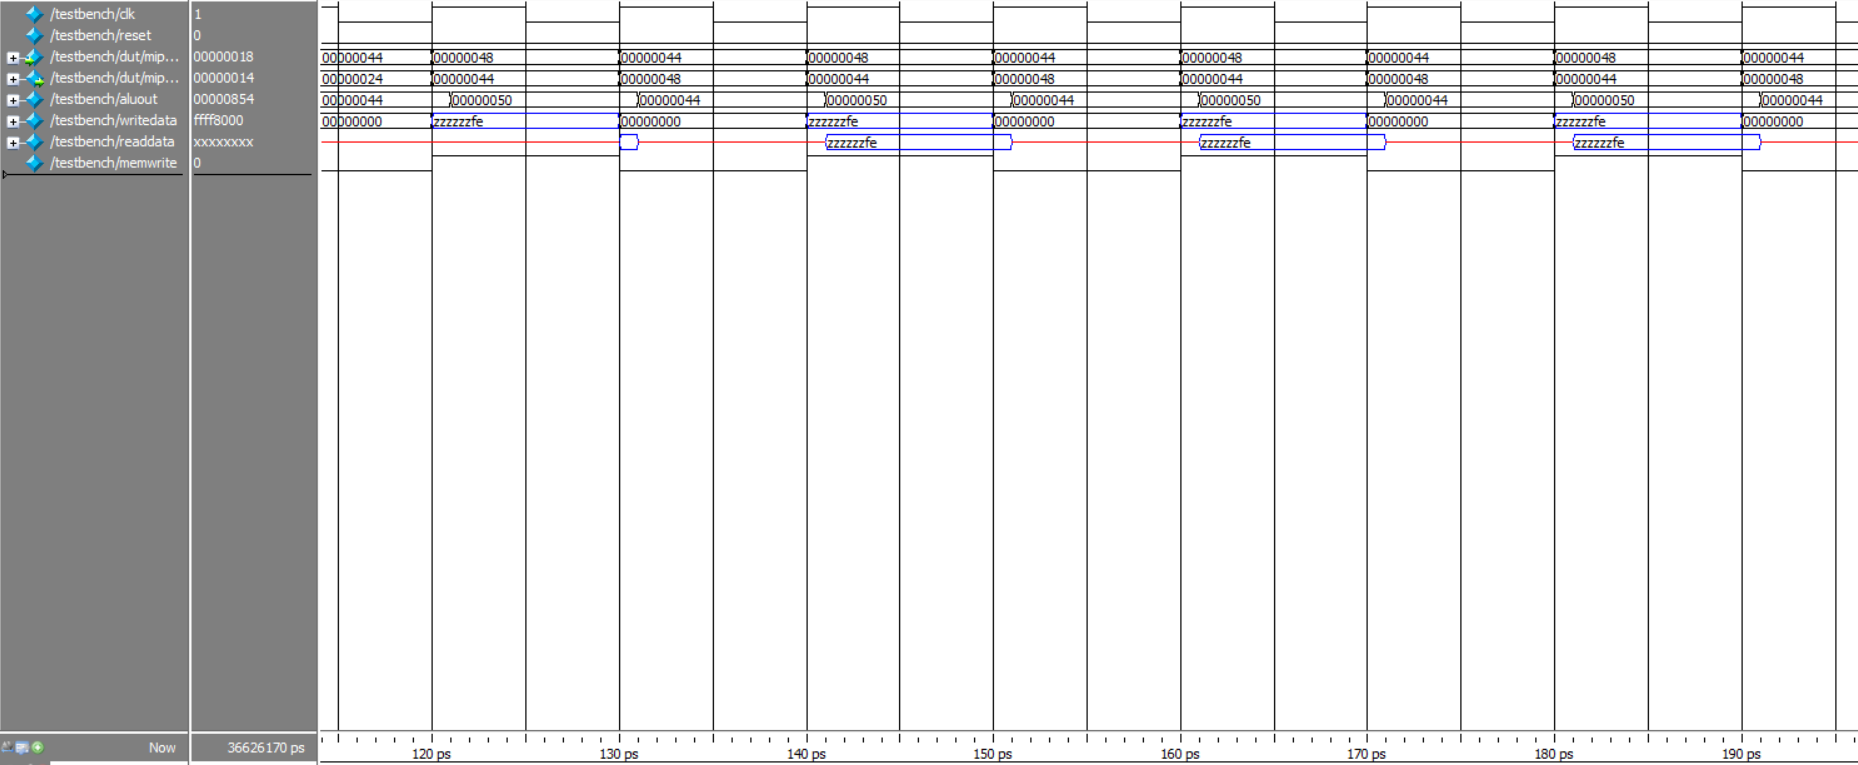 /testbench/clk 1
/testbench/reset 0
/testbench/dut/mip... 00000018 00000044 00000048 00000044 00000048 00000044 00000048 00000044 00000048 00000044
/testbench/dut/mip... 00000014 00000024 00000044 00000048 00000044 00000048 00000044 00000048 00000044 00000048
/testbench/aluout 00000854 00000044 00000050 00000044 00000050 00000044 00000050 00000044 00000050 00000044
/testbench/writedata ffff8000 00000000 zzzzzzfe 00000000 zzzzzzfe 00000000 zzzzzzfe 00000000 zzzzzzfe 00000000
/testbench/readdata xxxxxxxx zzzzzzfe zzzzzzfe zzzzzzfe
/testbench/memwrite 0
Now 36626170 ps 120 ps 130 ps 140 ps 150 ps 160 ps 170 ps 180 ps 190 ps